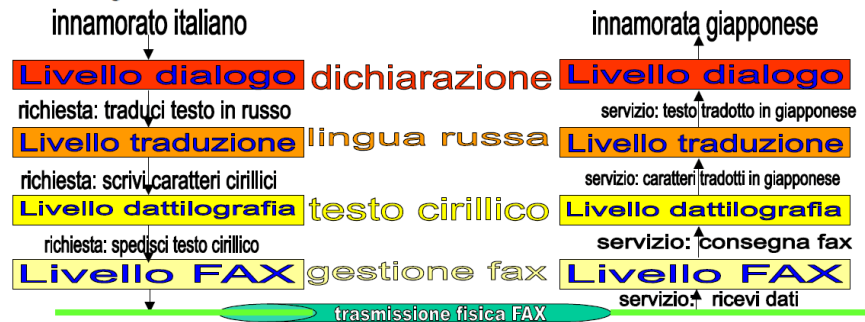 innamorato italiano innamorata giapponese
Livello dialogo dichiarazione Livello dialogo
richiesta: traduci testo in russo servizio: testo tradotto in giapponese
Livello traduzione lingua russa Livello traduzione
richiesta: scrivi caratteri cirillici servizio: caratteri tradotti in giapponese
Livello dattilografia testo cirillico Livello dattilografia
richiesta: spedisci testo cirillico servizio: consegna fax
Livello FAX gestione fax Livello FAX
servizio: ricevi dati
trasmissione fisica FAX